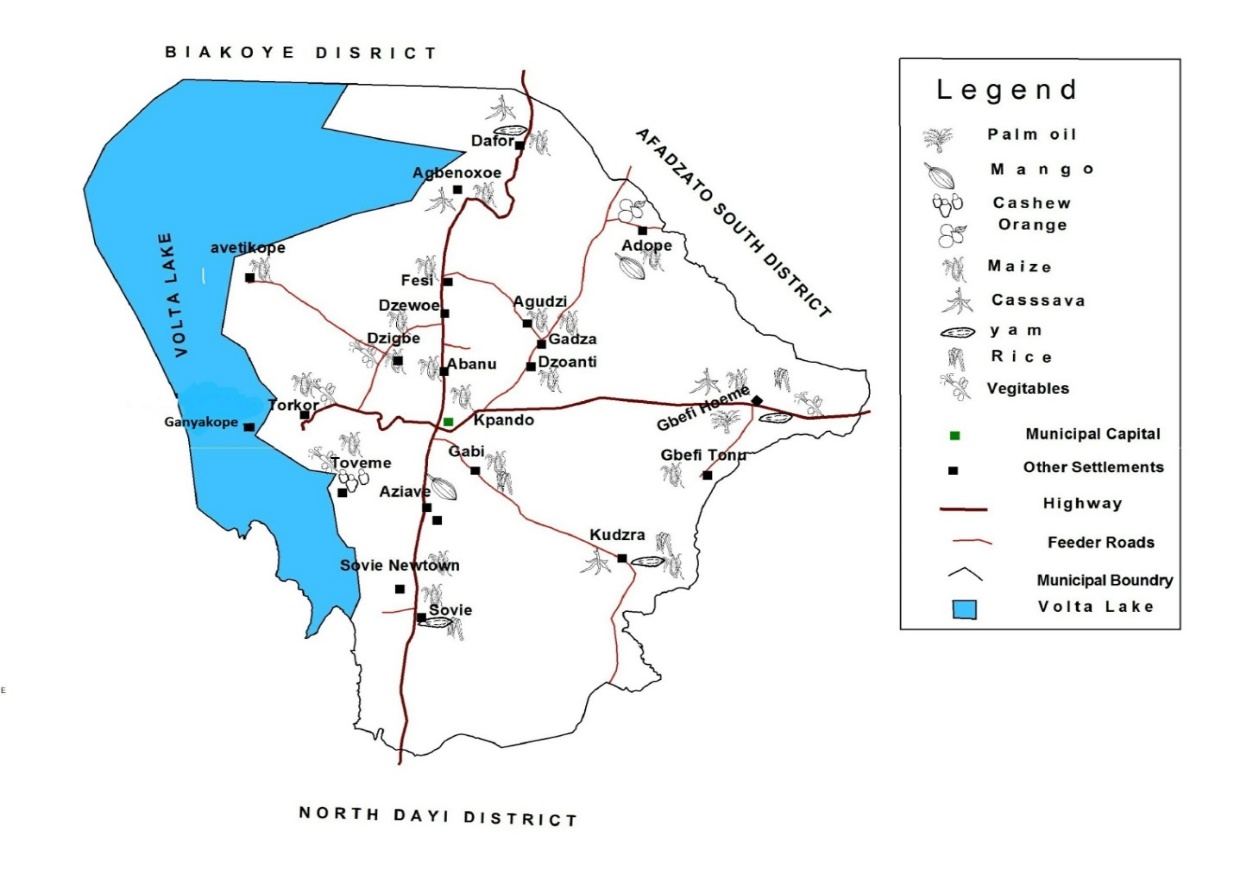 BIAKOYE DISRICT
AFADZATO SOUTH DISTRICT
VOLTA LAKE
Dafor
Agbenoxoe
avetikope
Adope
Fesi
Dzewoe
Agudzi
Dzigbe
Gadza
Abanu
Dzoanti
Torkor
Ganyakope
Kpando
Gbefi Hoeme
Gabi
Gbefi Tonu
Toveme
Aziave
Kudzra
Sovie Newtown
Sovie
E
NORTH DAYI DISTRICT
Legend
Palm oil
Mango
Cashew
Orange
Maize
Casssava
yam
Rice
Vegitables
Municipal Capital
Other Settlements
Highway
Feeder Roads
Municipal Boundry
Volta Lake